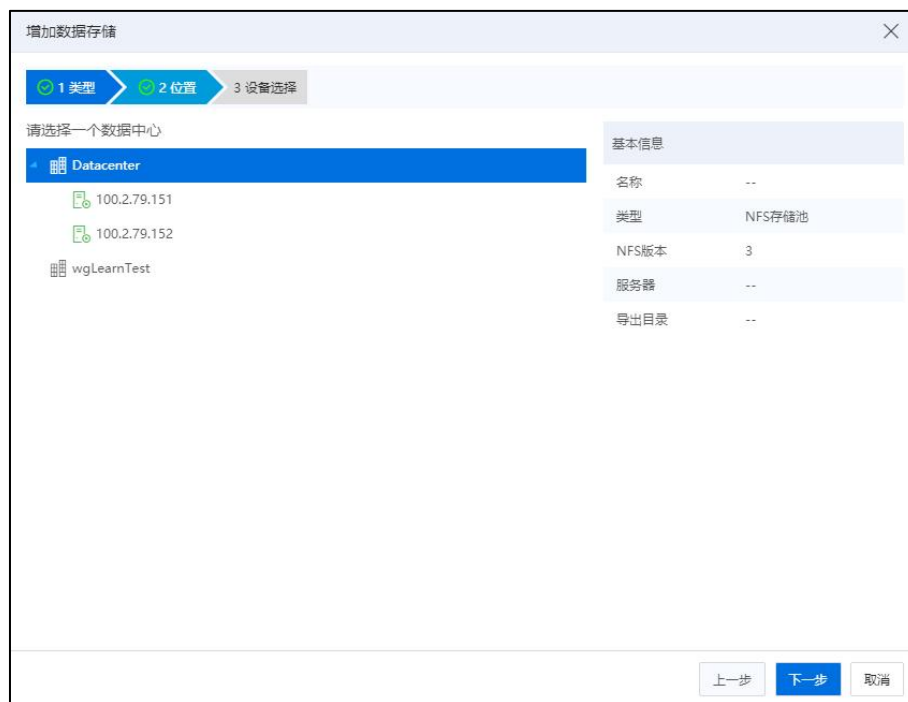 增加数据存储
1 类型 2 位置 3 设备选择
请选择一个数据中心
Datacenter
100.2.79.151
100.2.79.152
wgLearnTest
基本信息
名称 --
类型 NFS存储池
NFS版本 3
服务器 --
导出目录 --
上一步 下一步 取消